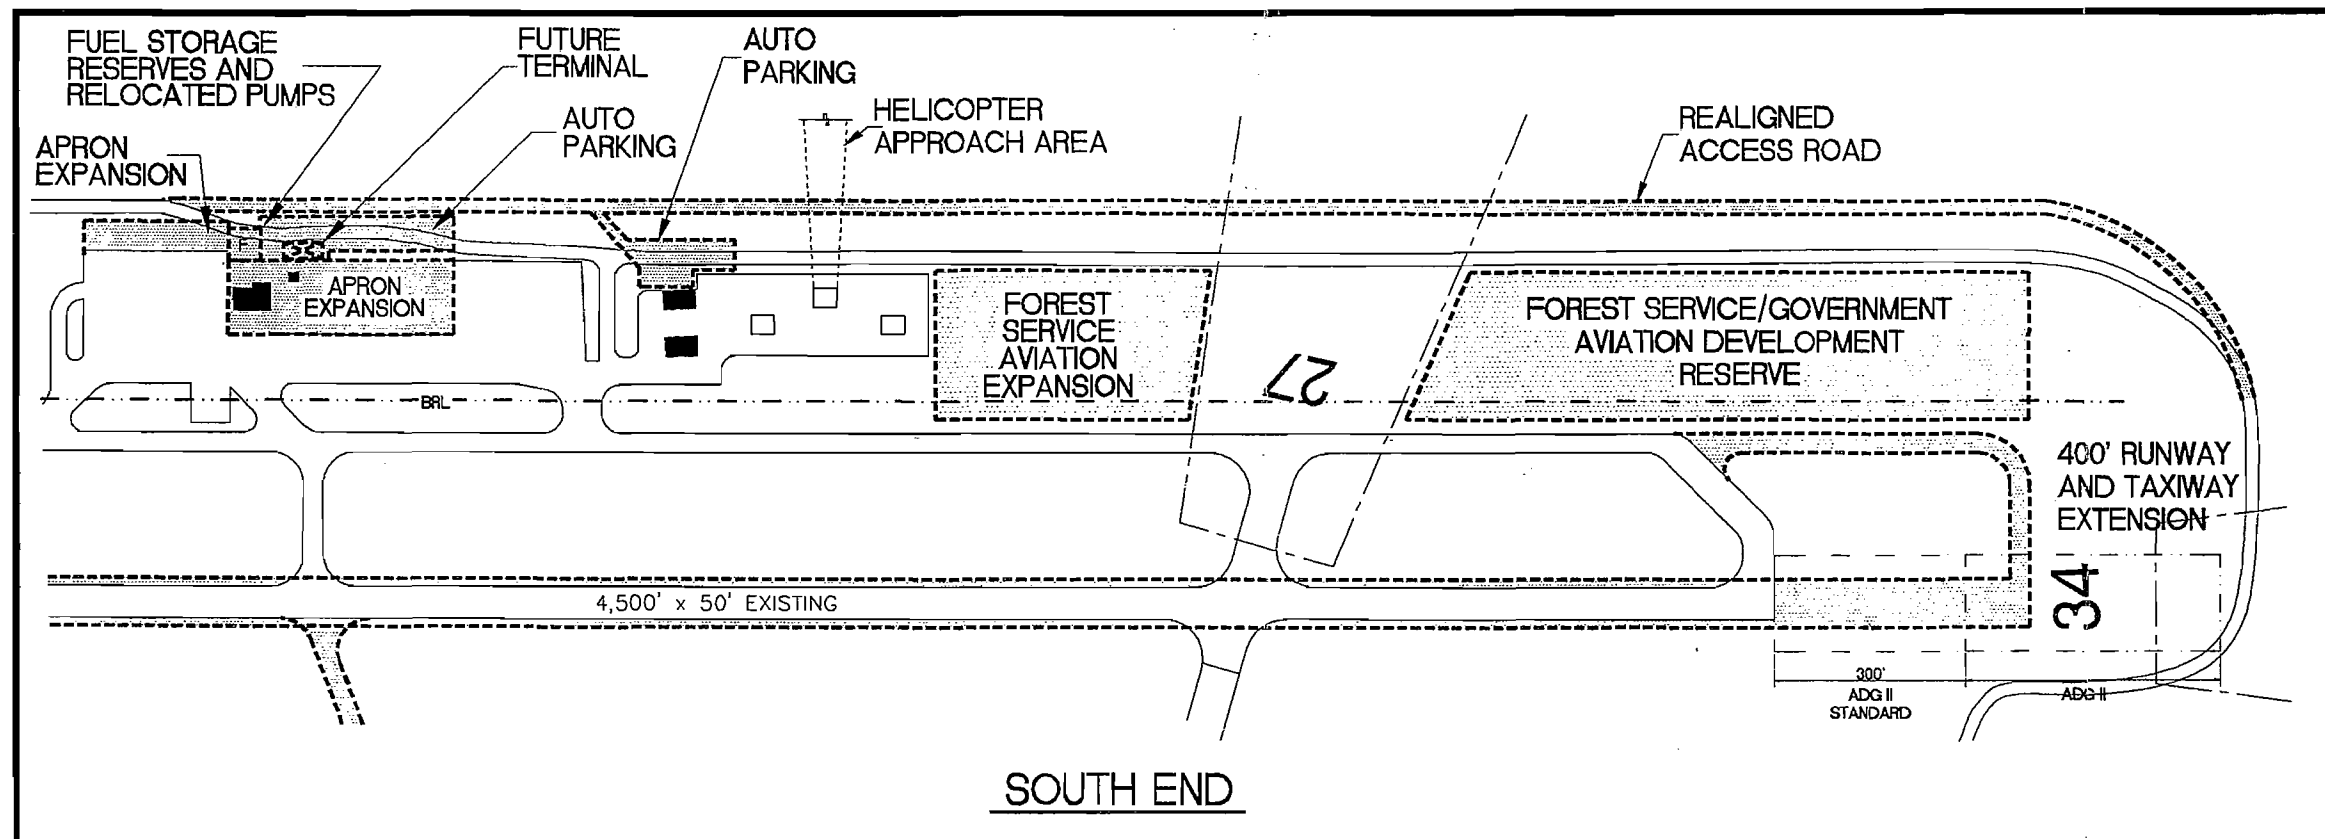 FUEL STORAGE
RESERVES AND
RELOCATED PUMPS
FUTURE
TERMINAL
AUTO
PARKING
AUTO
PARKING
HELICOPTER
APPROACH AREA
REALIGNED
ACCESS ROAD
APRON
EXPANSION
F
APRON
EXPANSION
FOREST
SERVICE
AVIATION
EXPANSION
FOREST SERVICE/GOVERNMENT
AVIATION DEVELOPMENT
RESERVE
27
BRL
400' RUNWAY
AND TAXIWAY
EXTENSION
34
4,500' x 50' EXISTING
300'
ADG II
STANDARD
ADG II
SOUTH END